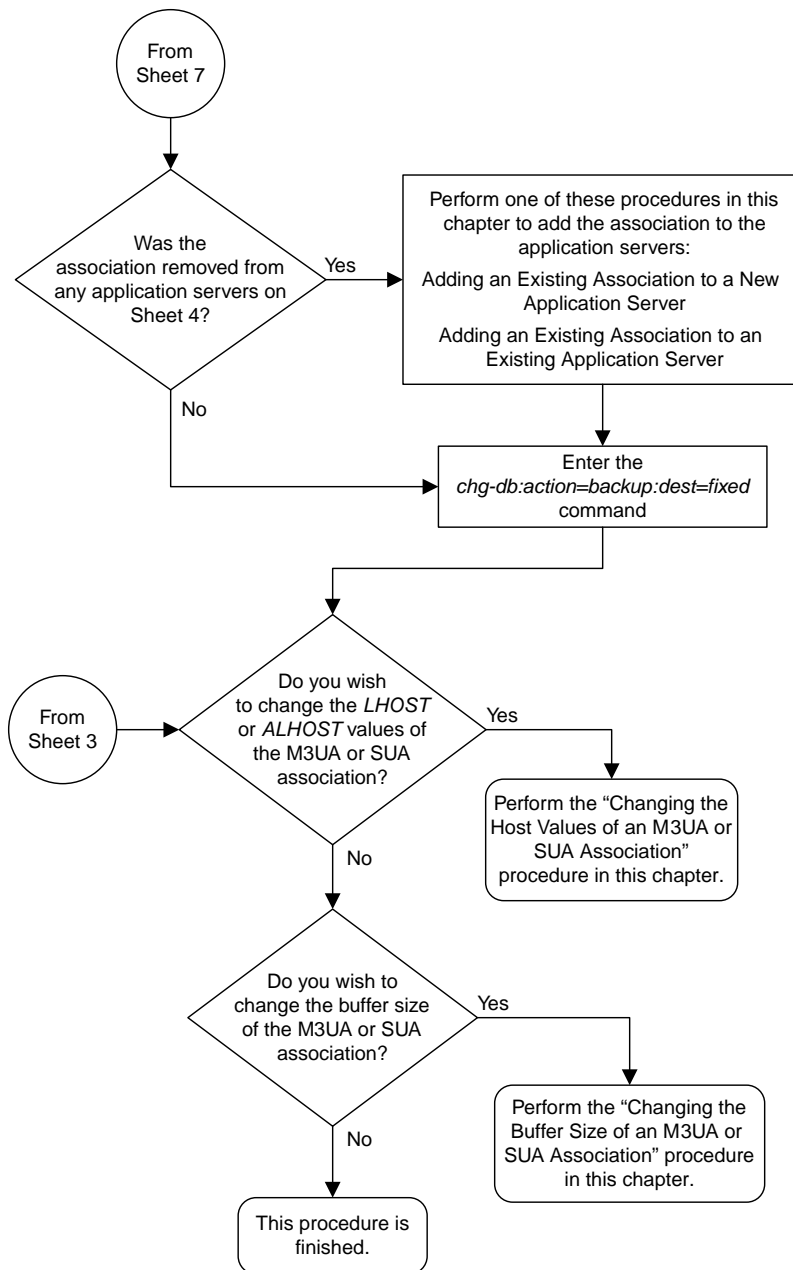 From
Sheet 7
Was the
association removed from
any application servers on
Sheet 4?
Yes
No
Perform one of these procedures in this
chapter to add the association to the
application servers:
Adding an Existing Association to a New
Application Server
Adding an Existing Association to an
Existing Application Server
Enter the
chg-db:action=backup:dest=fixed
command
From
Sheet 3
Do you wish
to change the LHOST
or ALHOST values of
the M3UA or SUA
association?
Yes
No
Perform the “Changing the
Host Values of an M3UA or
SUA Association”
procedure in this chapter.
Do you wish to
change the buffer size
of the M3UA or SUA
association?
Yes
No
Perform the “Changing the
Buffer Size of an M3UA or
SUA Association” procedure
in this chapter.
This procedure is
finished.